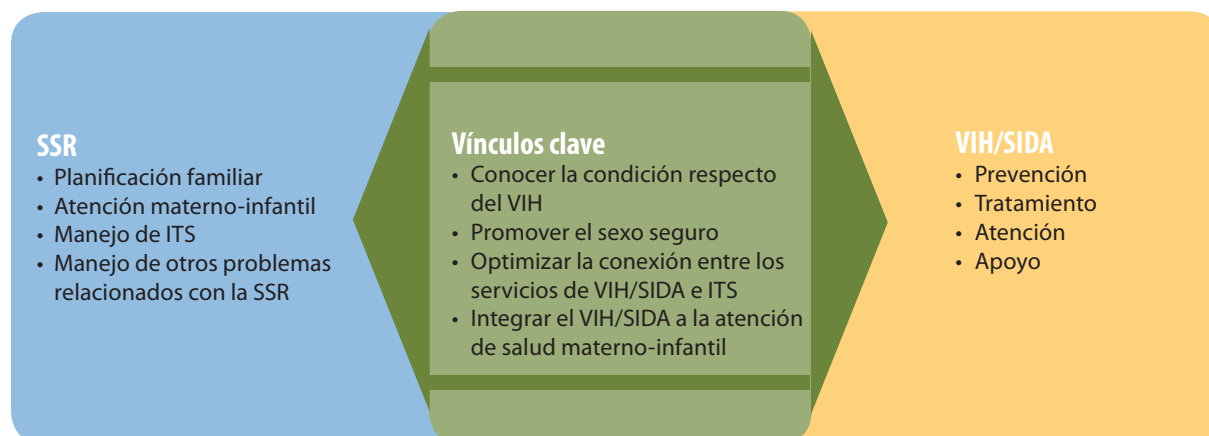 SSR
• Planificación familiar
• Atención materno-infantil
• Manejo de ITS
• Manejo de otros problemas
relacionados con la SSR
Vínculos clave
• Conocer la condición respecto
del VIH
• Promover el sexo seguro
• Optimizar la conexión entre los
servicios de VIH/SIDA e ITS
• Integrar el VIH/SIDA a la atención
de salud materno-infantil
VIH/SIDA
• Prevención
• Tratamiento
• Atención
• Apoyo